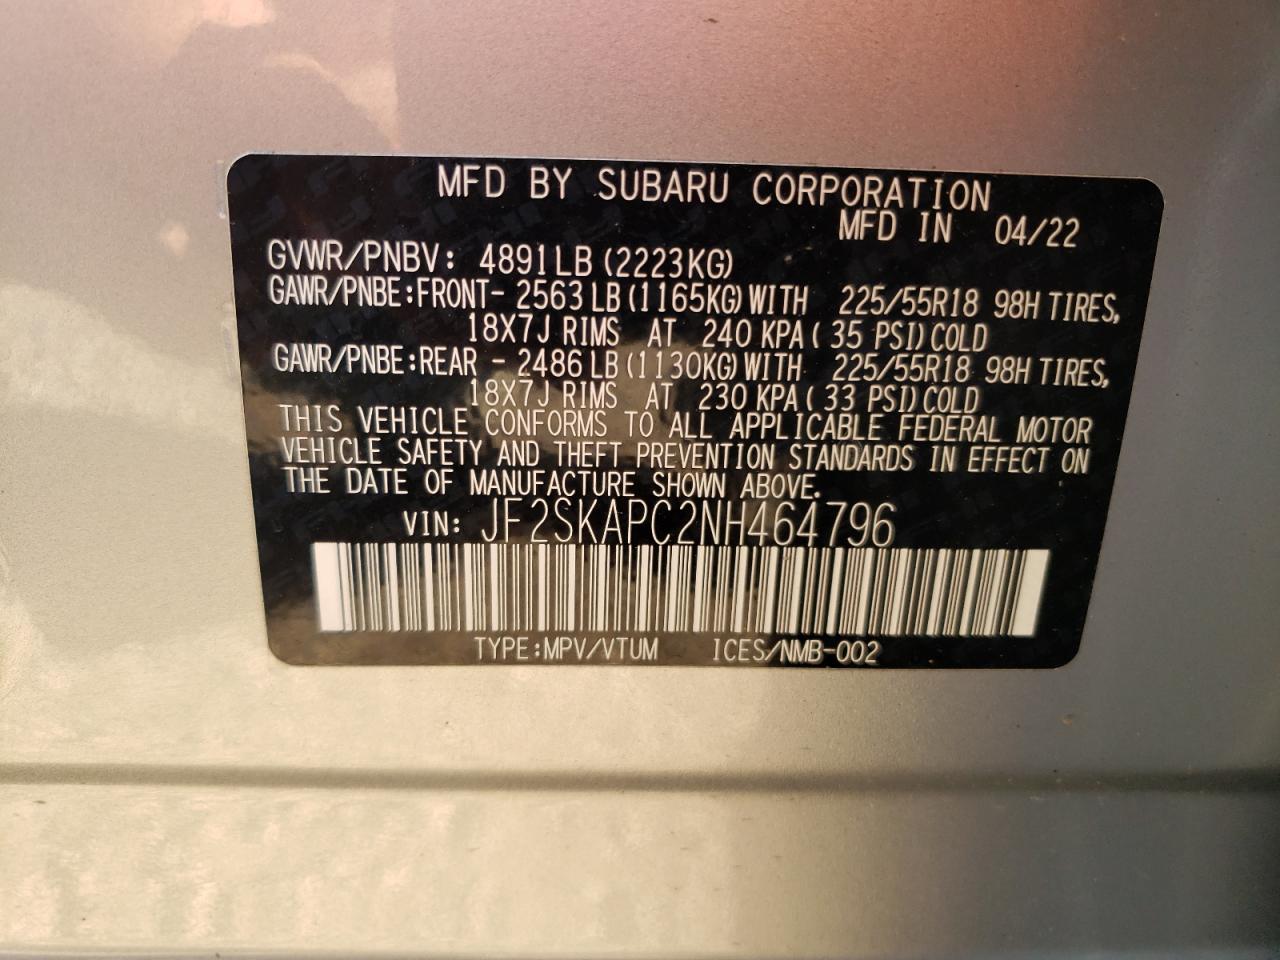 MFD BY SUBARU CORPORATION
MFD IN 04/22
GVWR/PNBV: 4891LB (2223KG)
GAWR/PNBE:FRONT- 2563LB(1165KG)WITH 225/55R18 98H TIRES,
18X7J RIMS AT 240 KPA( 35 PSI)COLD
GAWR/PNBE:REAR - 2486LB(1130KG)WITH 225/55R18 98H TIRES,
18X7J RIMS AT 230 KPA( 33 PSI)COLD
THIS VEHICLE CONFORMS TO ALL APPLICABLE FEDERAL MOTOR
VEHICLE SAFETY AND THEFT PREVENTION STANDARDS IN EFFECT ON
THE DATE OF MANUFACTURE SHOWN ABOVE.
VIN: JF2SKAPC2NH464796
TYPE:MPV/VTUM ICES/NMB-002